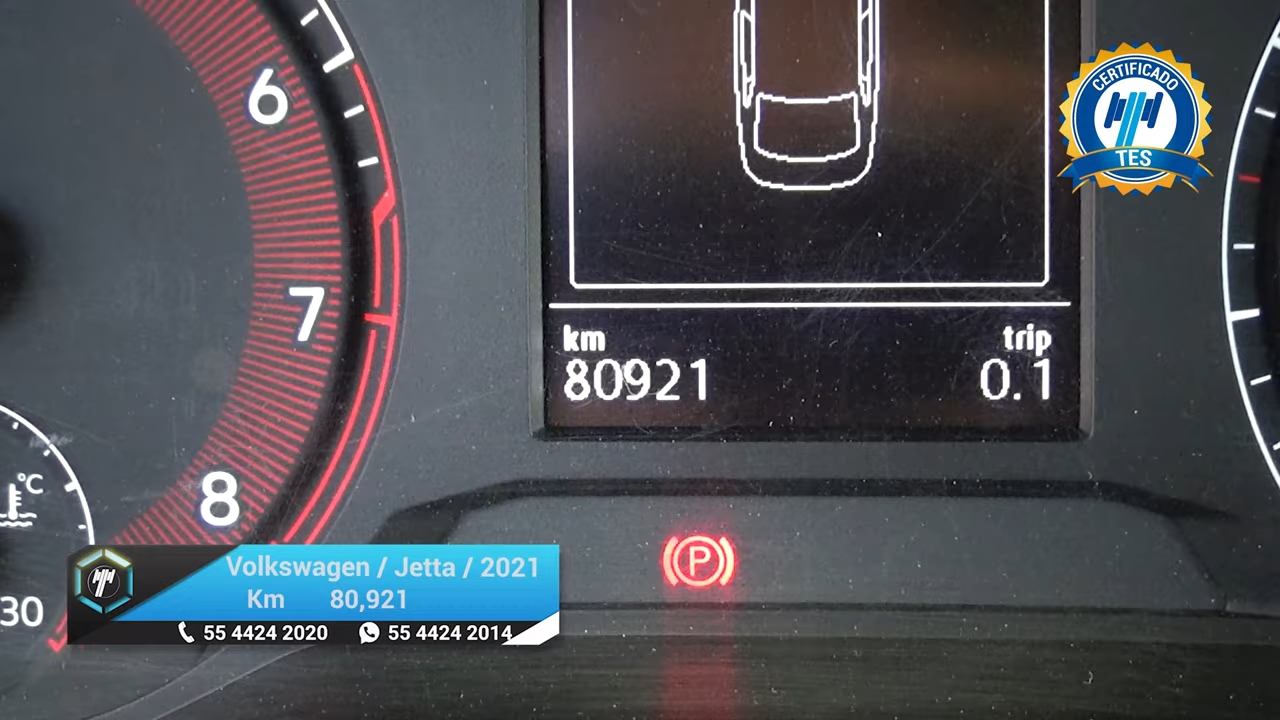 6
7
8
°C
30
km
80921
trip
0.1
P
CERTIFICADO
TES
Volkswagen / Jetta / 2021
Km 80,921
55 4424 2020 55 4424 2014